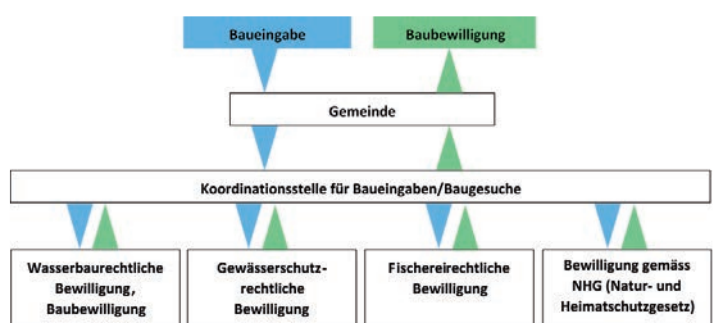 Baueingabe
Baubewilligung
Gemeinde
Koordinationsstelle für Baueingaben/Baugesuche
Wasserbaurechtliche
Bewilligung,
Baubewilligung
Gewässerschutz-
rechtliche
Bewilligung
Fischereirechtliche
Bewilligung
Bewilligung gemäss
NHG (Natur- und
Heimatschutzgesetz)